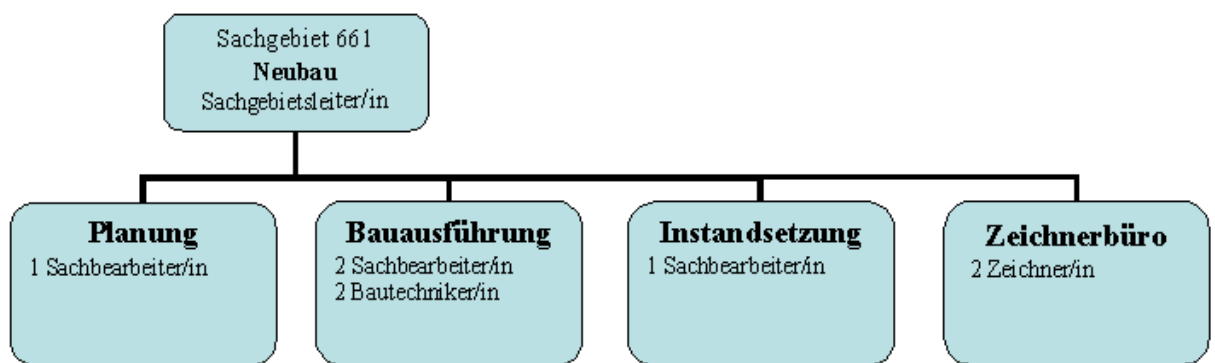 Sachgebiet 661
Neubau
Sachgebietsleiter/in
Planung
1 Sachbearbeiter/in
Bauausführung
2 Sachbearbeiter/in
2 Bautechniker/in
Instandsetzung
1 Sachbearbeiter/in
Zeichnerbüro
2 Zeichner/in